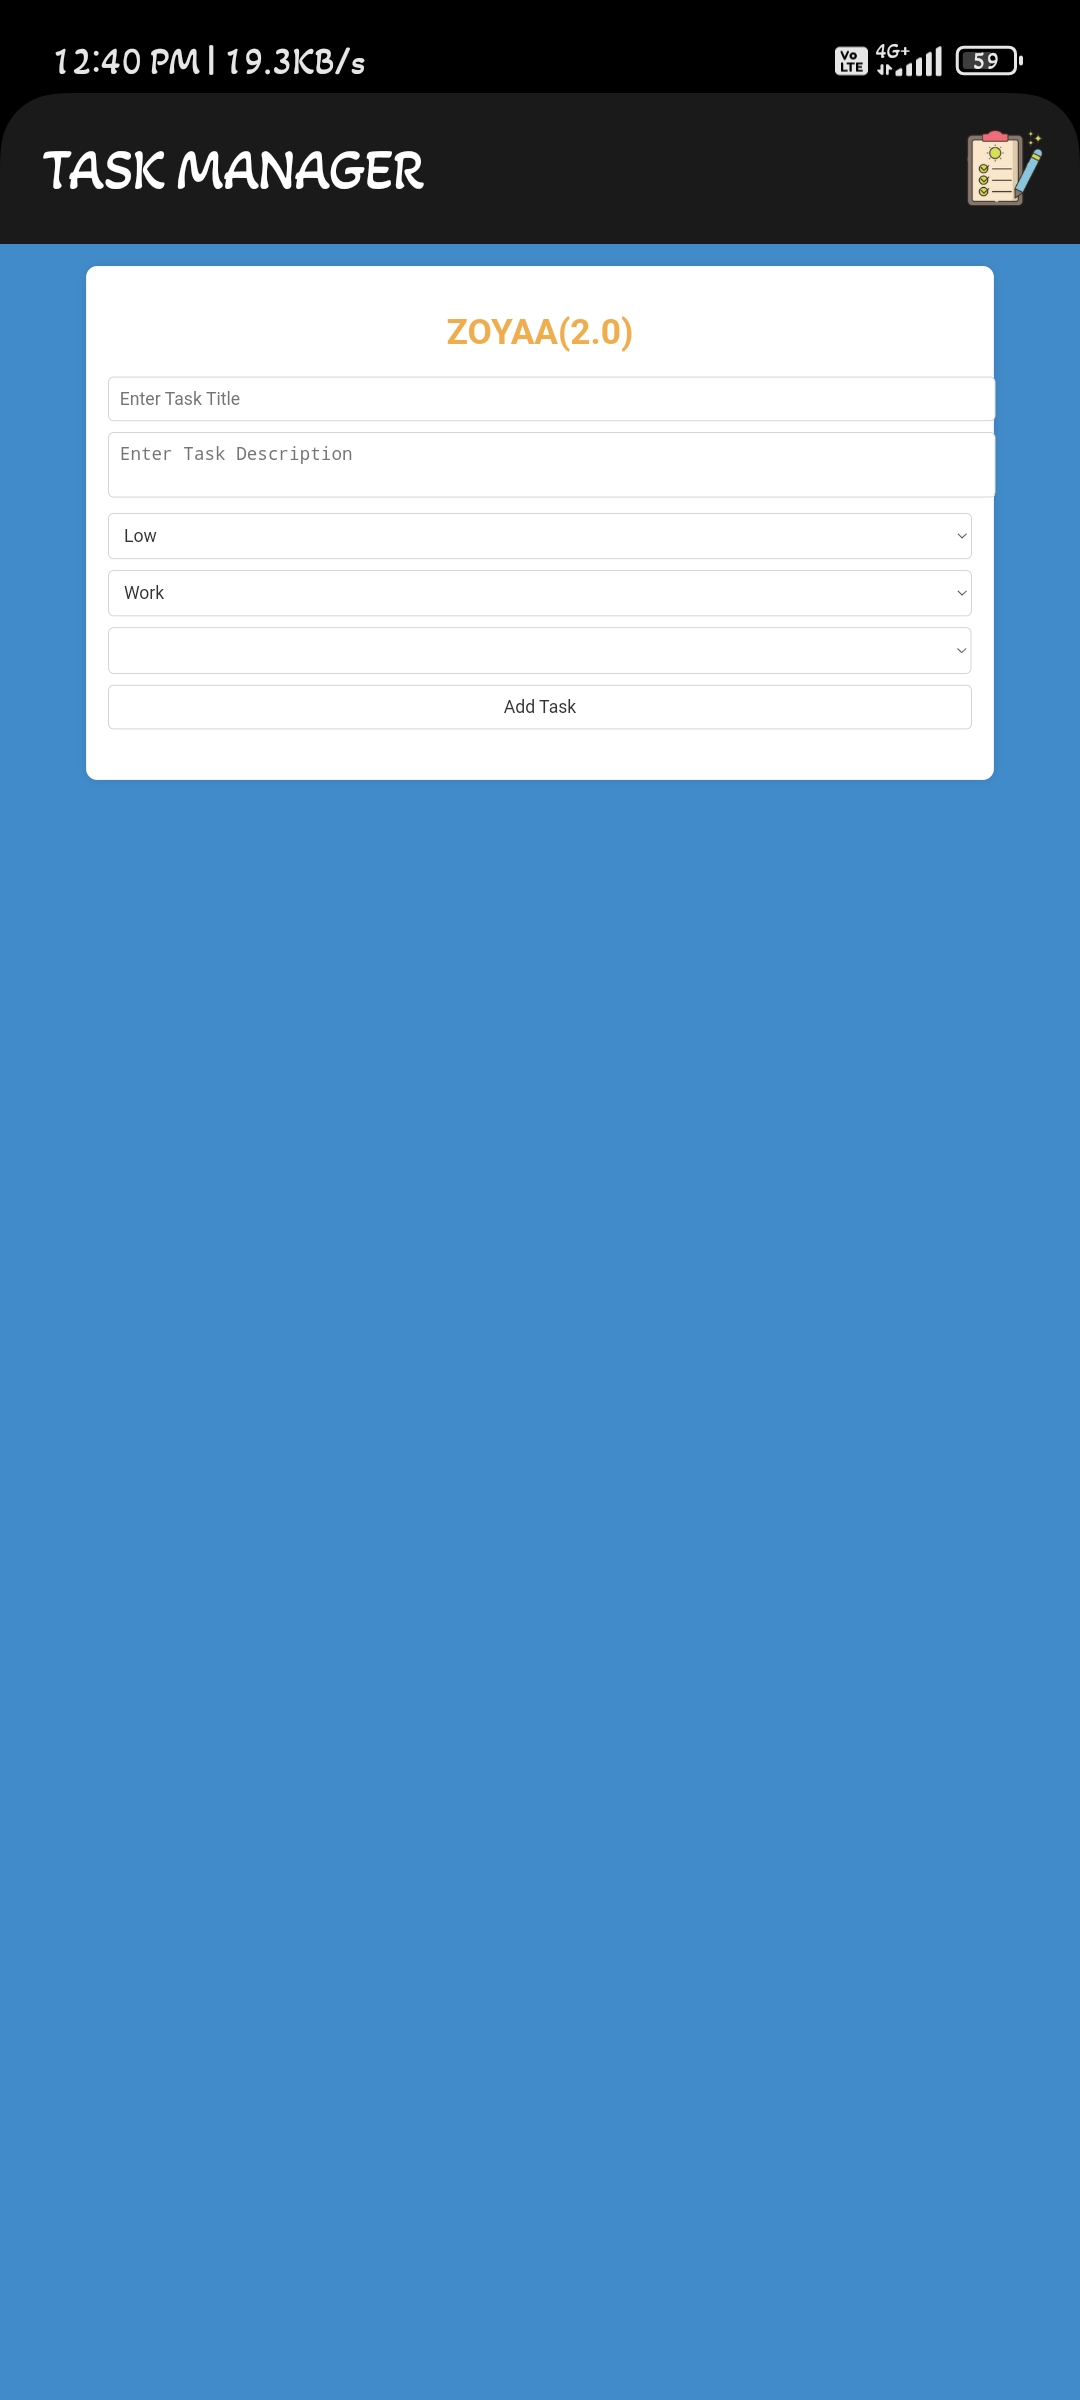 12:40 PM | 19.3KB/s Vo LTE 4G+ 59
TASK MANAGER
ZOYAA(2.0)
Enter Task Title
Enter Task Description
Low
Work
Add Task